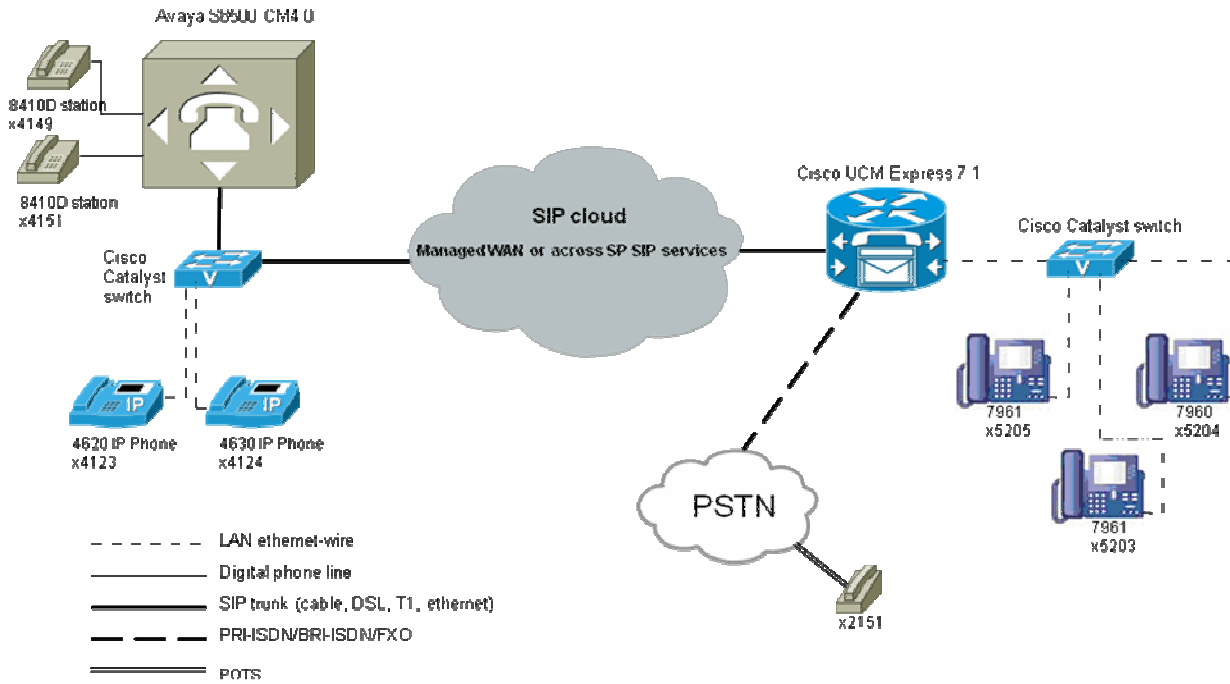 Avaya S8500 CM4 0
8410D station
x4149
8410D station
x4151
Cisco
Catalyst
switch
V
IP
IP
4620 IP Phone
x4123
4630 IP Phone
x4124
SIP cloud
Managed WAN or across SP SIP services
Cisco UCM Express 7 1
Cisco Catalyst switch
V
7961
x5205
7960
x5204
7961
x5203
PSTN
x2151
LAN ethernet-wire
Digital phone line
SIP trunk (cable, DSL, T1, ethernet)
PRI-ISDN/BRI-ISDN/FXO
POTS